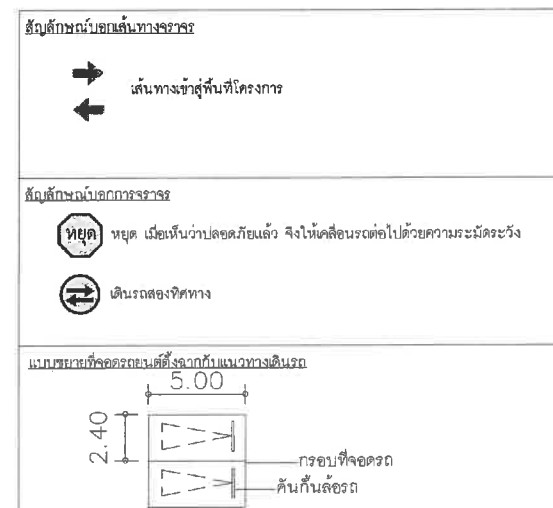 สัญลักษณ์บอกเส้นทางจราจร
เส้นทางเข้าสู่พื้นที่โครงการ
สัญลักษณ์บอกการจราจร
หยุด หยุด เมื่อเห็นว่าปลอดภัยแล้ว จึงให้เคลื่อนรถต่อไปด้วยความระมัดระวัง
เดินรถสองทิศทาง
แบบขยายที่จอดรถยนต์ตั้งฉากกับแนวทางเดินรถ
5.00
2.40
กรอบที่จอดรถ
คันกั้นล้อรถ